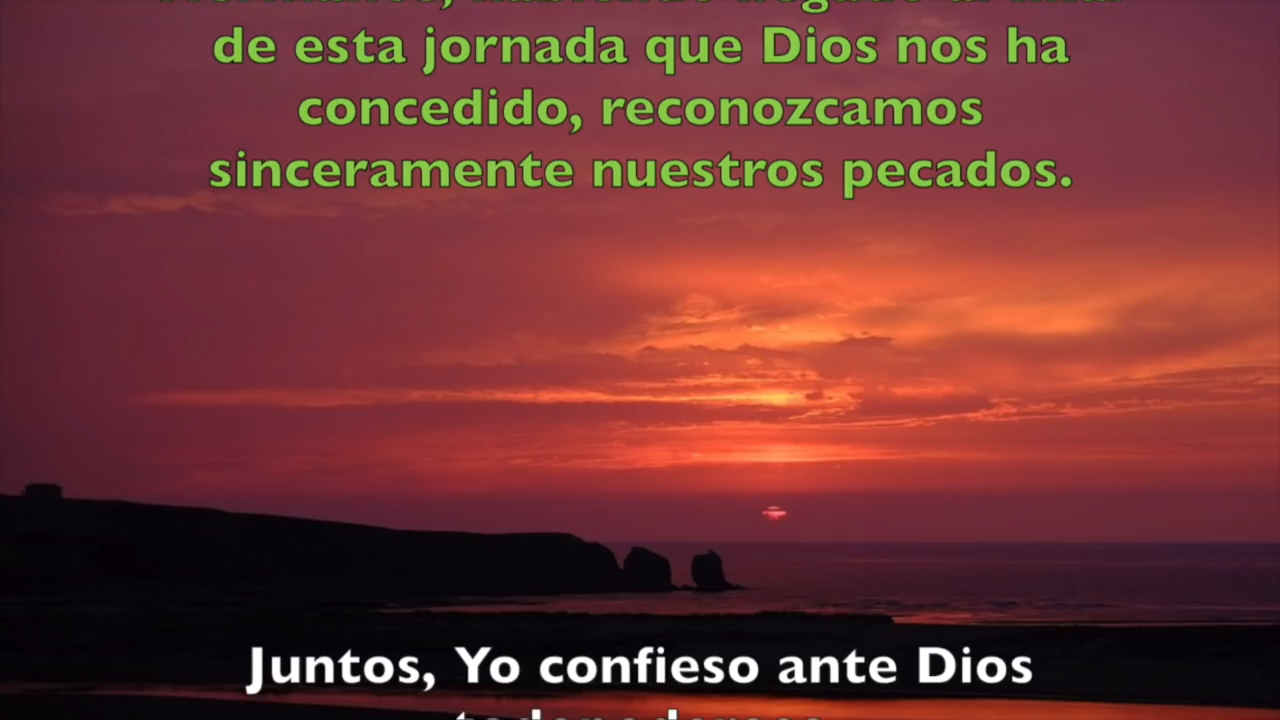 de esta jornada que Dios nos ha
concedido, reconozcamos
sinceramente nuestros pecados.
Juntos, Yo confieso ante Dios